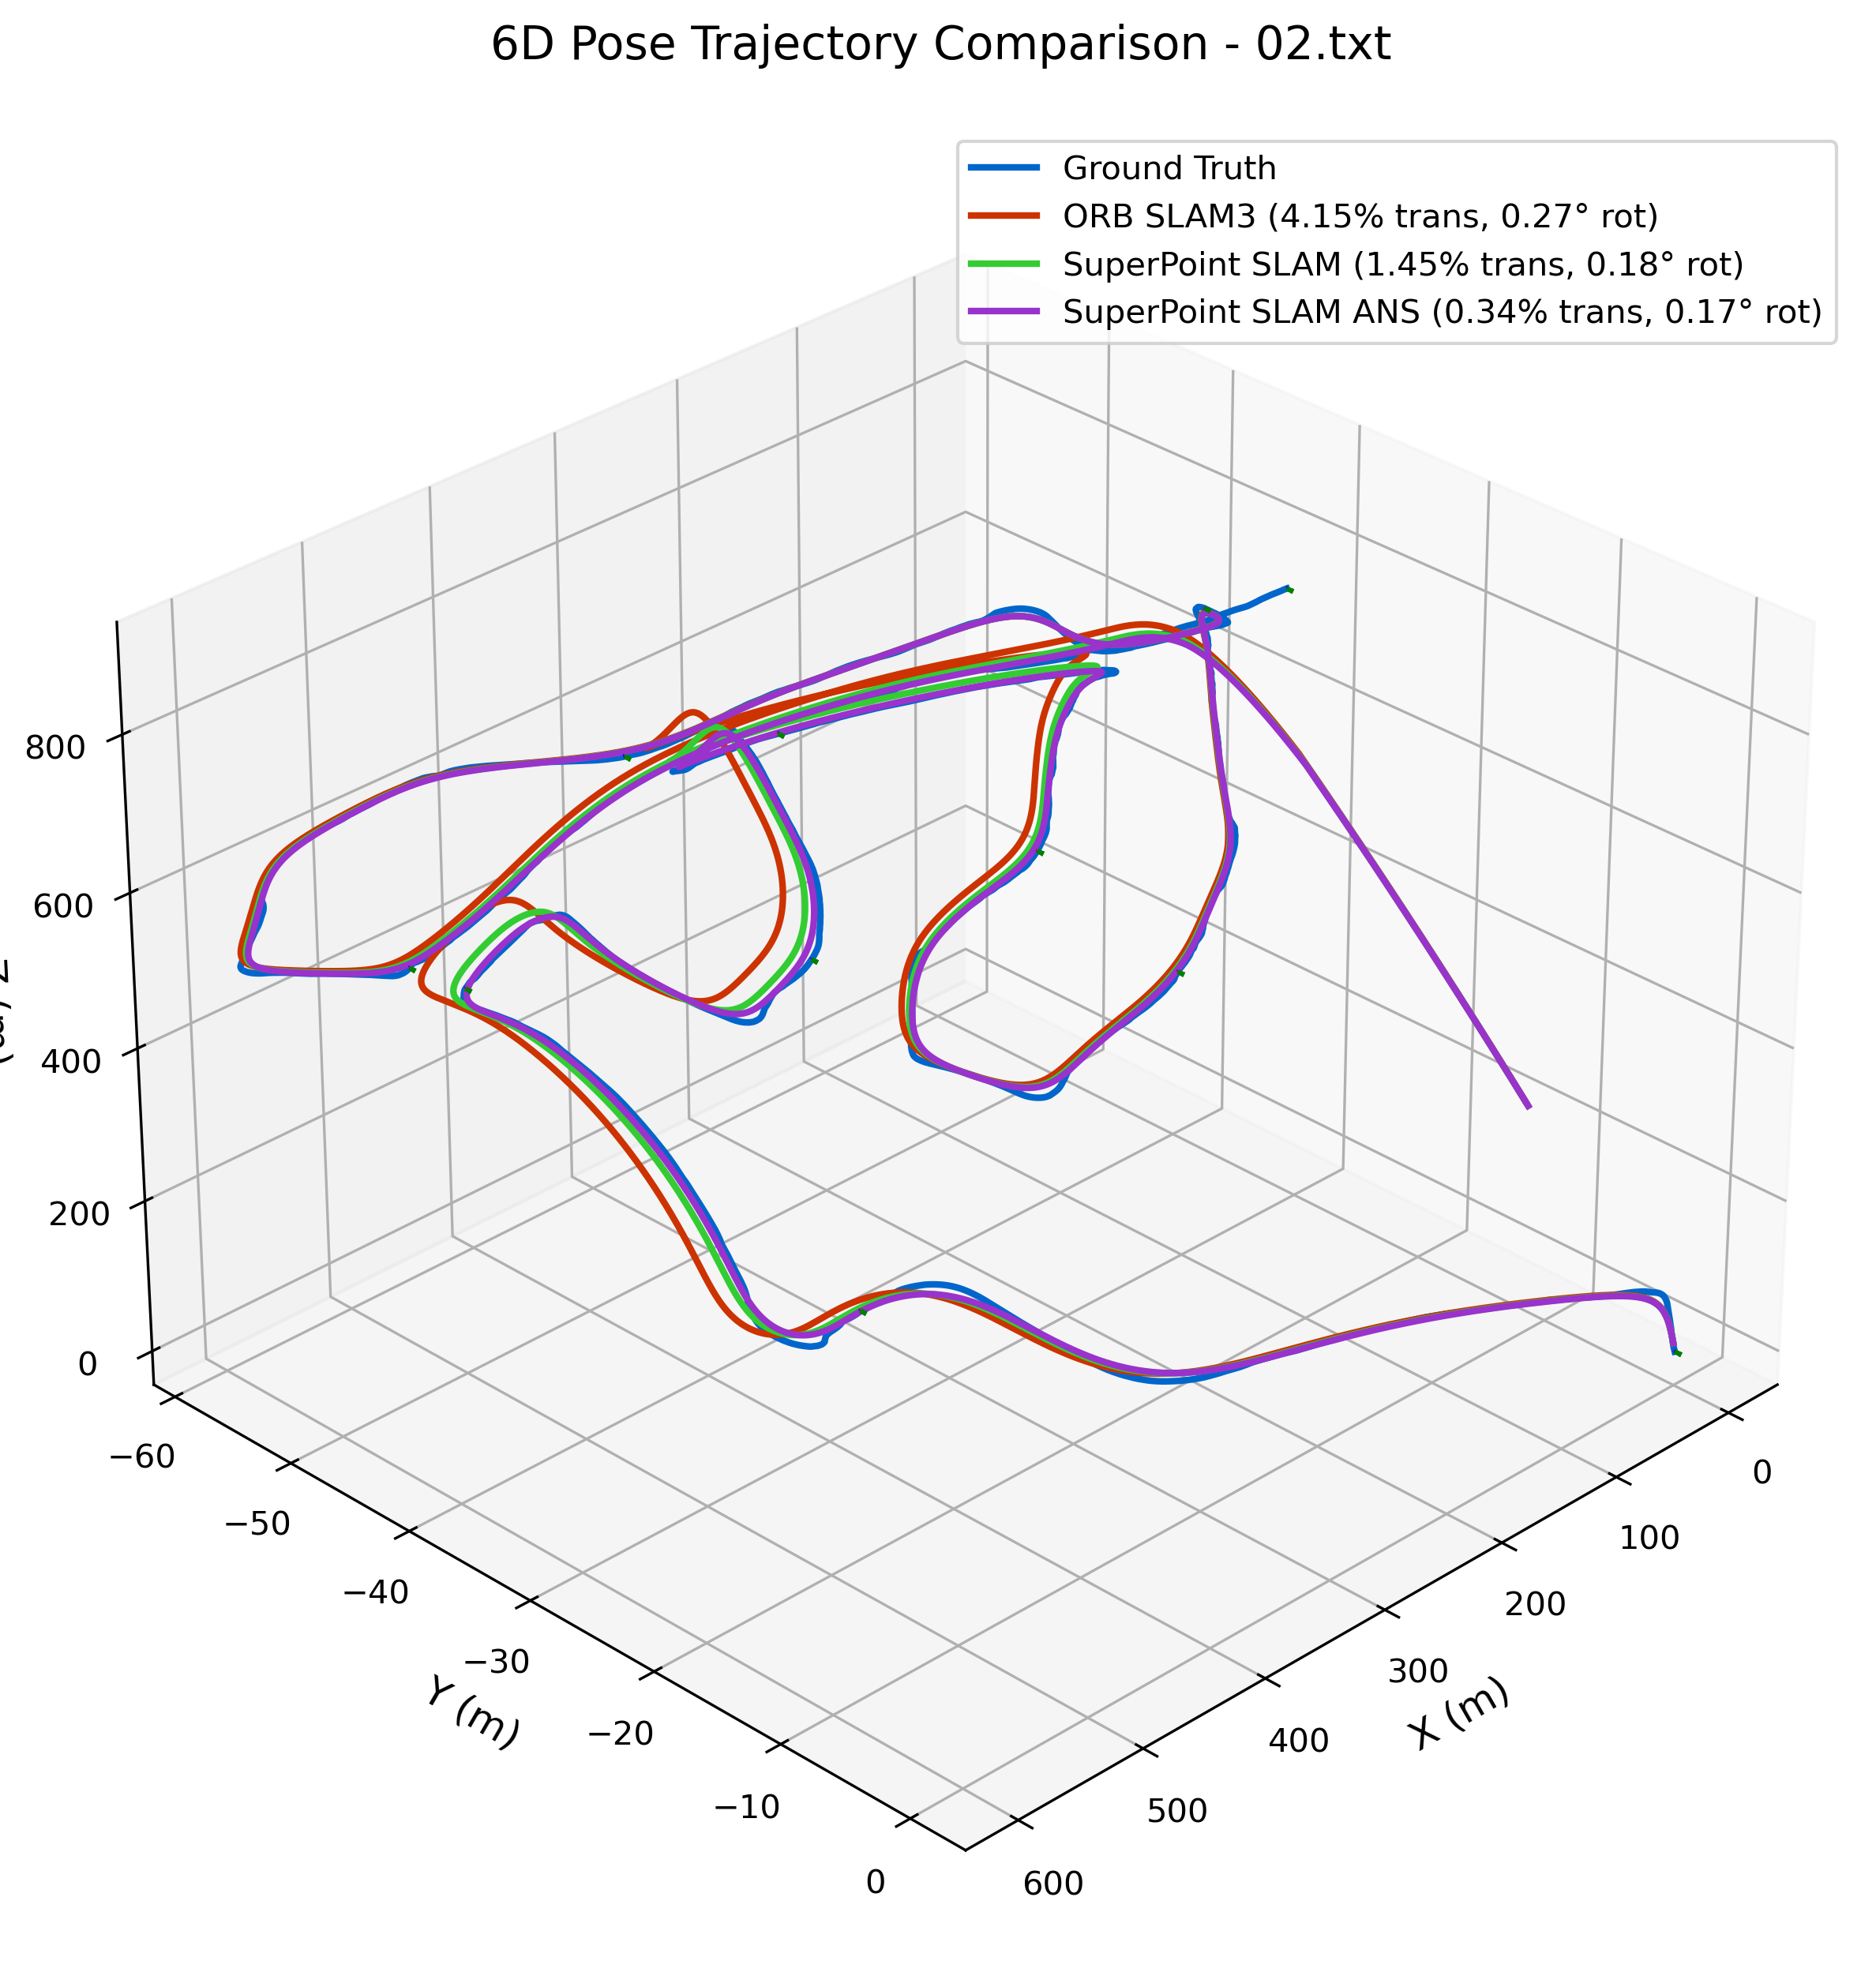 6D Pose Trajectory Comparison - 02.txt
Ground Truth
ORB SLAM3 (4.15% trans, 0.27° rot)
SuperPoint SLAM (1.45% trans, 0.18° rot)
SuperPoint SLAM ANS (0.34% trans, 0.17° rot)
800
600
400
200
0
−60
−50
−40
−30
−20
−10
0
Y (m)
0
100
200
300
400
500
600
X (m)